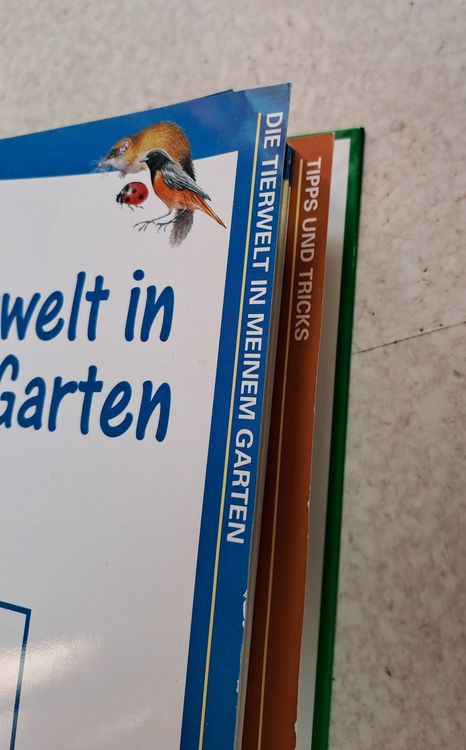 welt in
Garten
DIE TIERWELT IN MEINEM GARTEN
TIPPS UND TRICKS